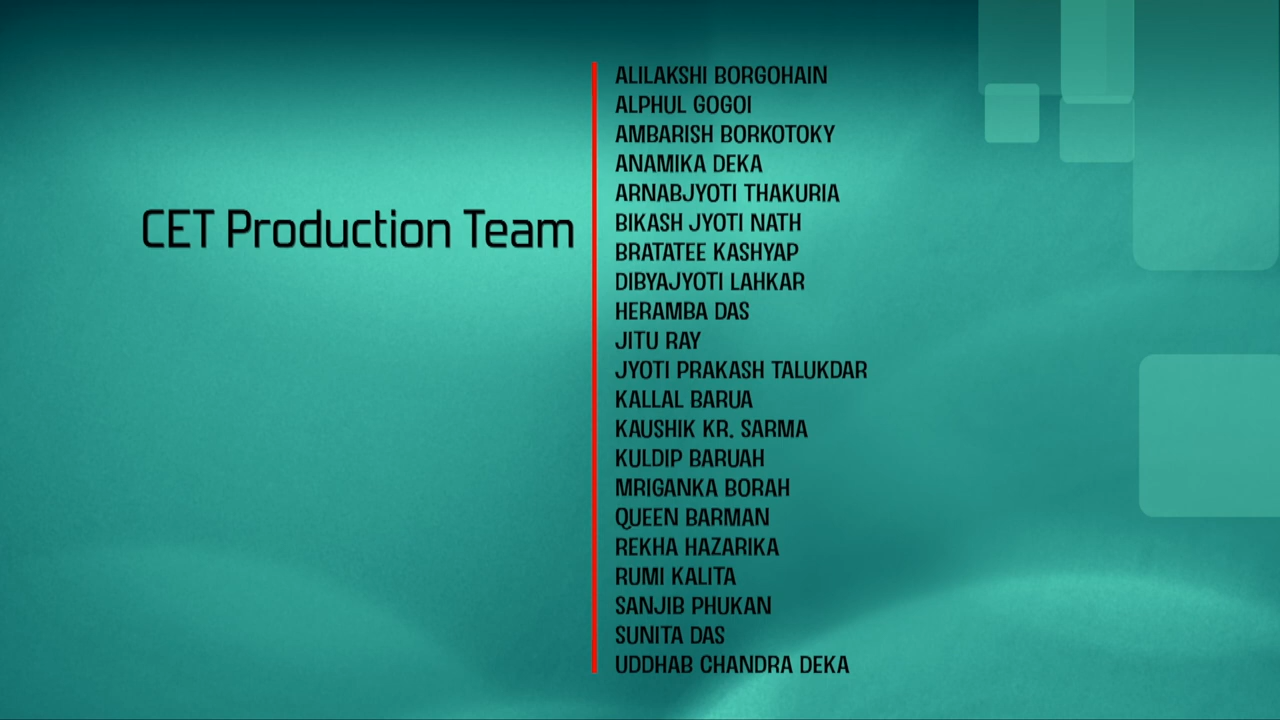 CET Production Team
ALILAKSHI BORGOHAIN
ALPHUL GOGOI
AMBARISH BORKOTOKY
ANAMIKA DEKA
ARNABJYOTI THAKURIA
BIKASH JYOTI NATH
BRATATEE KASHYAP
DIBYAJYOTI LAHKAR
HERAMBA DAS
JITU RAY
JYOTI PRAKASH TALUKDAR
KALLAL BARUA
KAUSHIK KR. SARMA
KULDIP BARUAH
MRIGANKA BORAH
QUEEN BARMAN
REKHA HAZARIKA
RUMI KALITA
SANJIB PHUKAN
SUNITA DAS
UDDHAB CHANDRA DEKA